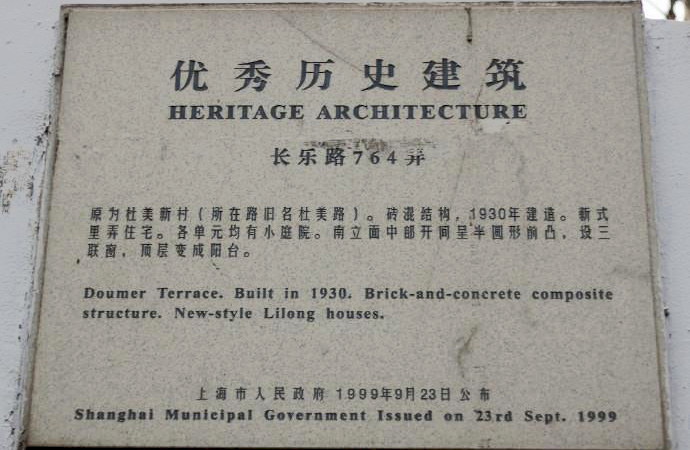 优秀历史建筑
HERITAGE ARCHITECTURE
长乐路764弄
原为杜美新村(所在路旧名杜美路)。砖混结构,1930年建造。新式
里弄住宅。各单元均有小庭院。南立面中部开间呈半圆形前凸,设三
联窗,顶层变成阳台。
Doumer Terrace. Built in 1930. Brick-and-concrete composite
structure. New-style Lilong houses.
上海市人民政府 1999年9月23日公布
Shanghai Municipal Government Issued on 23rd Sept. 1999